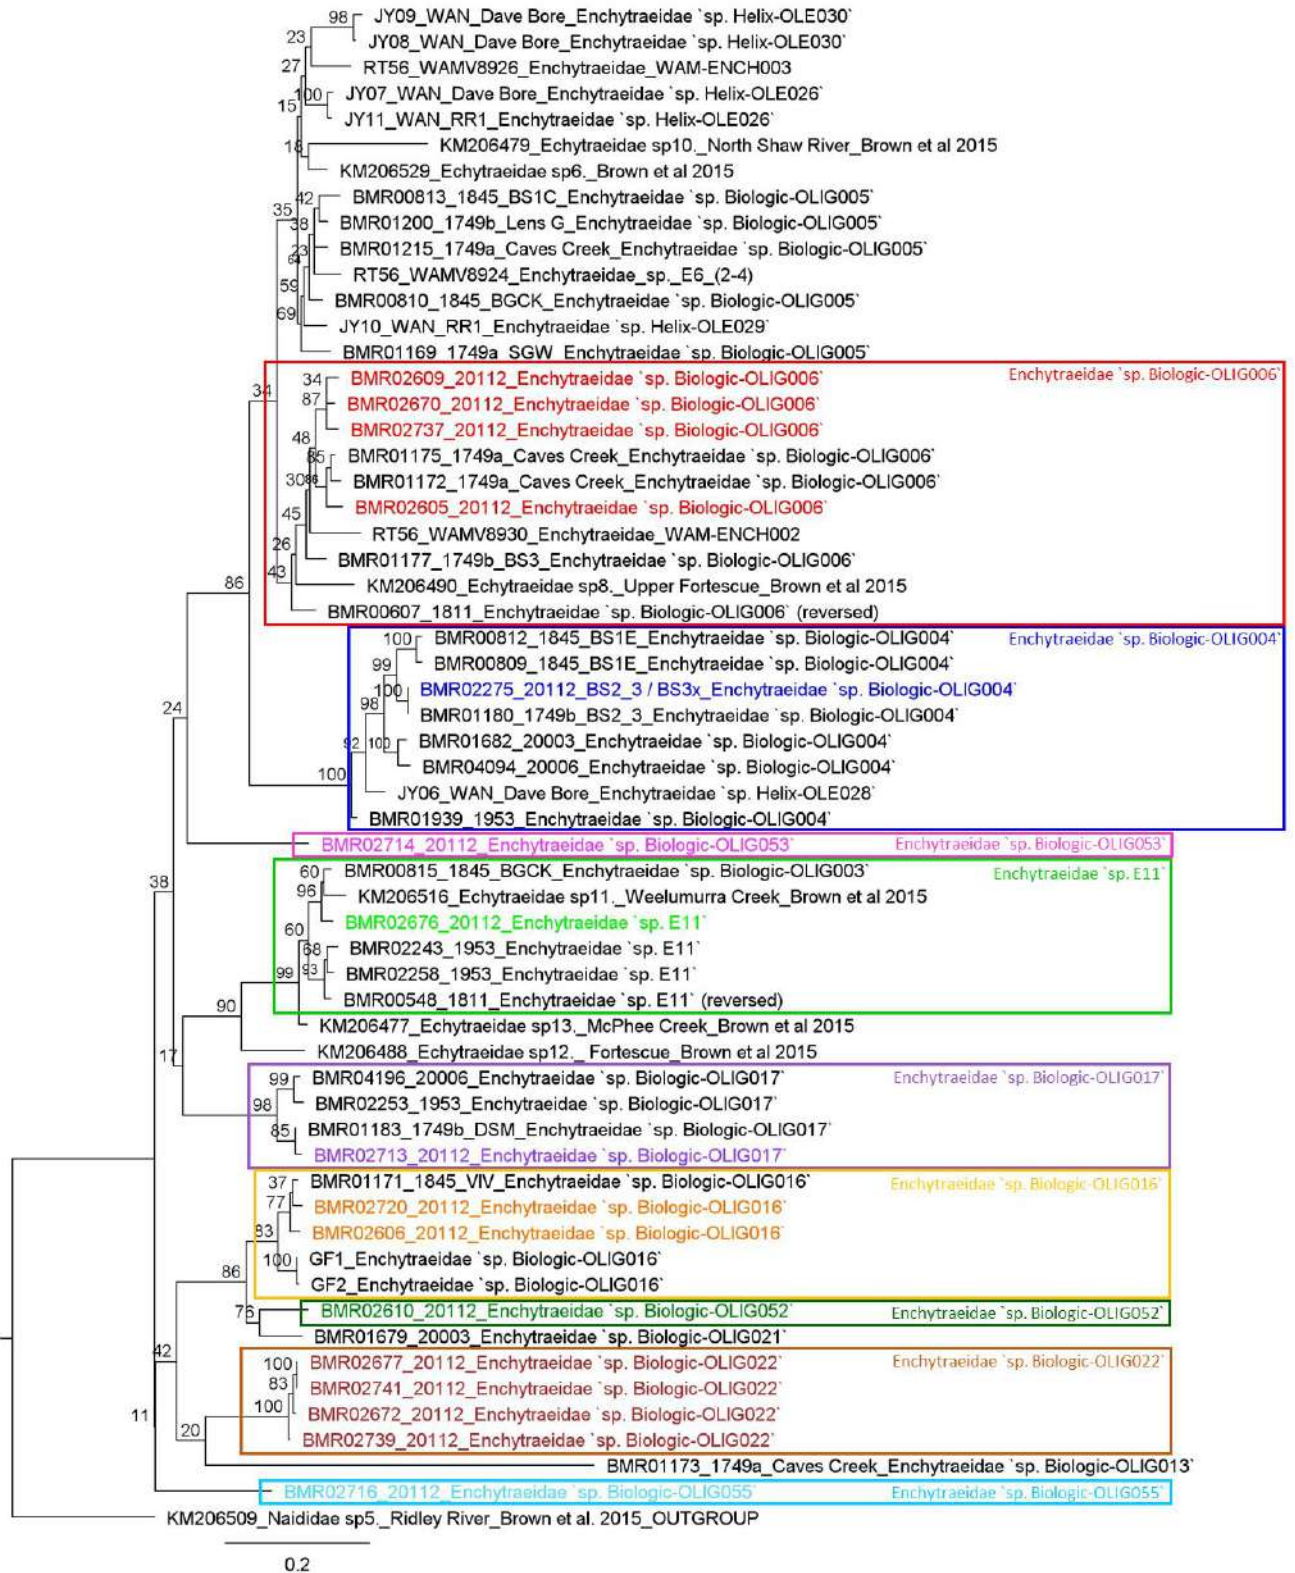 98 JY09_WAN_Dave Bore_Enchytraeidae `sp. Helix-OLE030`
JY08_WAN_Dave Bore_Enchytraeidae `sp. Helix-OLE030`
23
27 RT56_WAMV8926_Enchytraeidae_WAM-ENCH003
100 JY07_WAN_Dave Bore_Enchytraeidae `sp. Helix-OLE026`
15
JY11_WAN_RR1_Enchytraeidae `sp. Helix-OLE026`
18 KM206479_Echytraeidae sp10._North Shaw River_Brown et al 2015
KM206529_Echytraeidae sp6._Brown et al 2015
42 BMR00813_1845_BS1C_Enchytraeidae `sp. Biologic-OLIG005`
35
38 BMR01200_1749b_Lens G_Enchytraeidae `sp. Biologic-OLIG005`
23 BMR01215_1749a_Caves Creek_Enchytraeidae `sp. Biologic-OLIG005`
RT56_WAMV8924_Enchytraeidae_sp._E6_(2-4)
59
BMR00810_1845_BGCK_Enchytraeidae `sp. Biologic-OLIG005`
69
JY10_WAN_RR1_Enchytraeidae `sp. Helix-OLE029`
BMR01169_1749a_SGW_Enchytraeidae `sp. Biologic-OLIG005`
34 BMR02609_20112_Enchytraeidae `sp. Biologic-OLIG006` Enchytraeidae `sp. Biologic-OLIG006`
34
87 BMR02670_20112_Enchytraeidae `sp. Biologic-OLIG006`
BMR02737_20112_Enchytraeidae `sp. Biologic-OLIG006`
48
85 BMR01175_1749a_Caves Creek_Enchytraeidae `sp. Biologic-OLIG006`
30 86 BMR01172_1749a_Caves Creek_Enchytraeidae `sp. Biologic-OLIG006`
BMR02605_20112_Enchytraeidae `sp. Biologic-OLIG006`
45
RT56_WAMV8930_Enchytraeidae_WAM-ENCH002
26
BMR01177_1749b_BS3_Enchytraeidae `sp. Biologic-OLIG006`
86 43 KM206490_Echytraeidae sp8._Upper Fortescue_Brown et al 2015
BMR00607_1811_Enchytraeidae `sp. Biologic-OLIG006` (reversed)
100 BMR00812_1845_BS1E_Enchytraeidae `sp. Biologic-OLIG004` Enchytraeidae `sp. Biologic-OLIG004`
99 BMR00809_1845_BS1E_Enchytraeidae `sp. Biologic-OLIG004`
100 BMR02275_20112_BS2_3 / BS3x_Enchytraeidae `sp. Biologic-OLIG004`
24 98
BMR01180_1749b_BS2_3_Enchytraeidae `sp. Biologic-OLIG004`
92 100 BMR01682_20003_Enchytraeidae `sp. Biologic-OLIG004`
100 BMR04094_20006_Enchytraeidae `sp. Biologic-OLIG004`
JY06_WAN_Dave Bore_Enchytraeidae `sp. Helix-OLE028`
BMR01939_1953_Enchytraeidae `sp. Biologic-OLIG004`
BMR02714_20112_Enchytraeidae `sp. Biologic-OLIG053` Enchytraeidae `sp. Biologic-OLIG053`
60 BMR00815_1845_BGCK_Enchytraeidae `sp. Biologic-OLIG003` Enchytraeidae `sp. E11`
38
96 KM206516_Echytraeidae sp11._Weelumurra Creek_Brown et al 2015
BMR02676_20112_Enchytraeidae `sp. E11`
60
68 BMR02243_1953_Enchytraeidae `sp. E11`
99 93 BMR02258_1953_Enchytraeidae `sp. E11`
BMR00548_1811_Enchytraeidae `sp. E11` (reversed)
90
KM206477_Echytraeidae sp13._McPhee Creek_Brown et al 2015
17 KM206488_Echytraeidae sp12._ Fortescue_Brown et al 2015
99 BMR04196_20006_Enchytraeidae `sp. Biologic-OLIG017` Enchytraeidae `sp. Biologic-OLIG017`
98 BMR02253_1953_Enchytraeidae `sp. Biologic-OLIG017`
85 BMR01183_1749b_DSM_Enchytraeidae `sp. Biologic-OLIG017`
BMR02713_20112_Enchytraeidae `sp. Biologic-OLIG017`
37 BMR01171_1845_VIV_Enchytraeidae `sp. Biologic-OLIG016` Enchytraeidae `sp. Biologic-OLIG016`
77 BMR02720_20112_Enchytraeidae `sp. Biologic-OLIG016`
83 BMR02606_20112_Enchytraeidae `sp. Biologic-OLIG016`
100 GF1_Enchytraeidae `sp. Biologic-OLIG016`
86
GF2_Enchytraeidae `sp. Biologic-OLIG016`
76 BMR02610_20112_Enchytraeidae `sp. Biologic-OLIG052` Enchytraeidae `sp. Biologic-OLIG052`
BMR01679_20003_Enchytraeidae `sp. Biologic-OLIG021`
42
100 BMR02677_20112_Enchytraeidae `sp. Biologic-OLIG022` Enchytraeidae `sp. Biologic-OLIG022`
83 BMR02741_20112_Enchytraeidae `sp. Biologic-OLIG022`
11 100 BMR02672_20112_Enchytraeidae `sp. Biologic-OLIG022`
20 BMR02739_20112_Enchytraeidae `sp. Biologic-OLIG022`
BMR01173_1749a_Caves Creek_Enchytraeidae `sp. Biologic-OLIG013`
BMR02716_20112_Enchytraeidae `sp. Biologic-OLIG055` Enchytraeidae `sp. Biologic-OLIG055`
KM206509_Naididae sp5._Ridley River_Brown et al. 2015_OUTGROUP
0.2